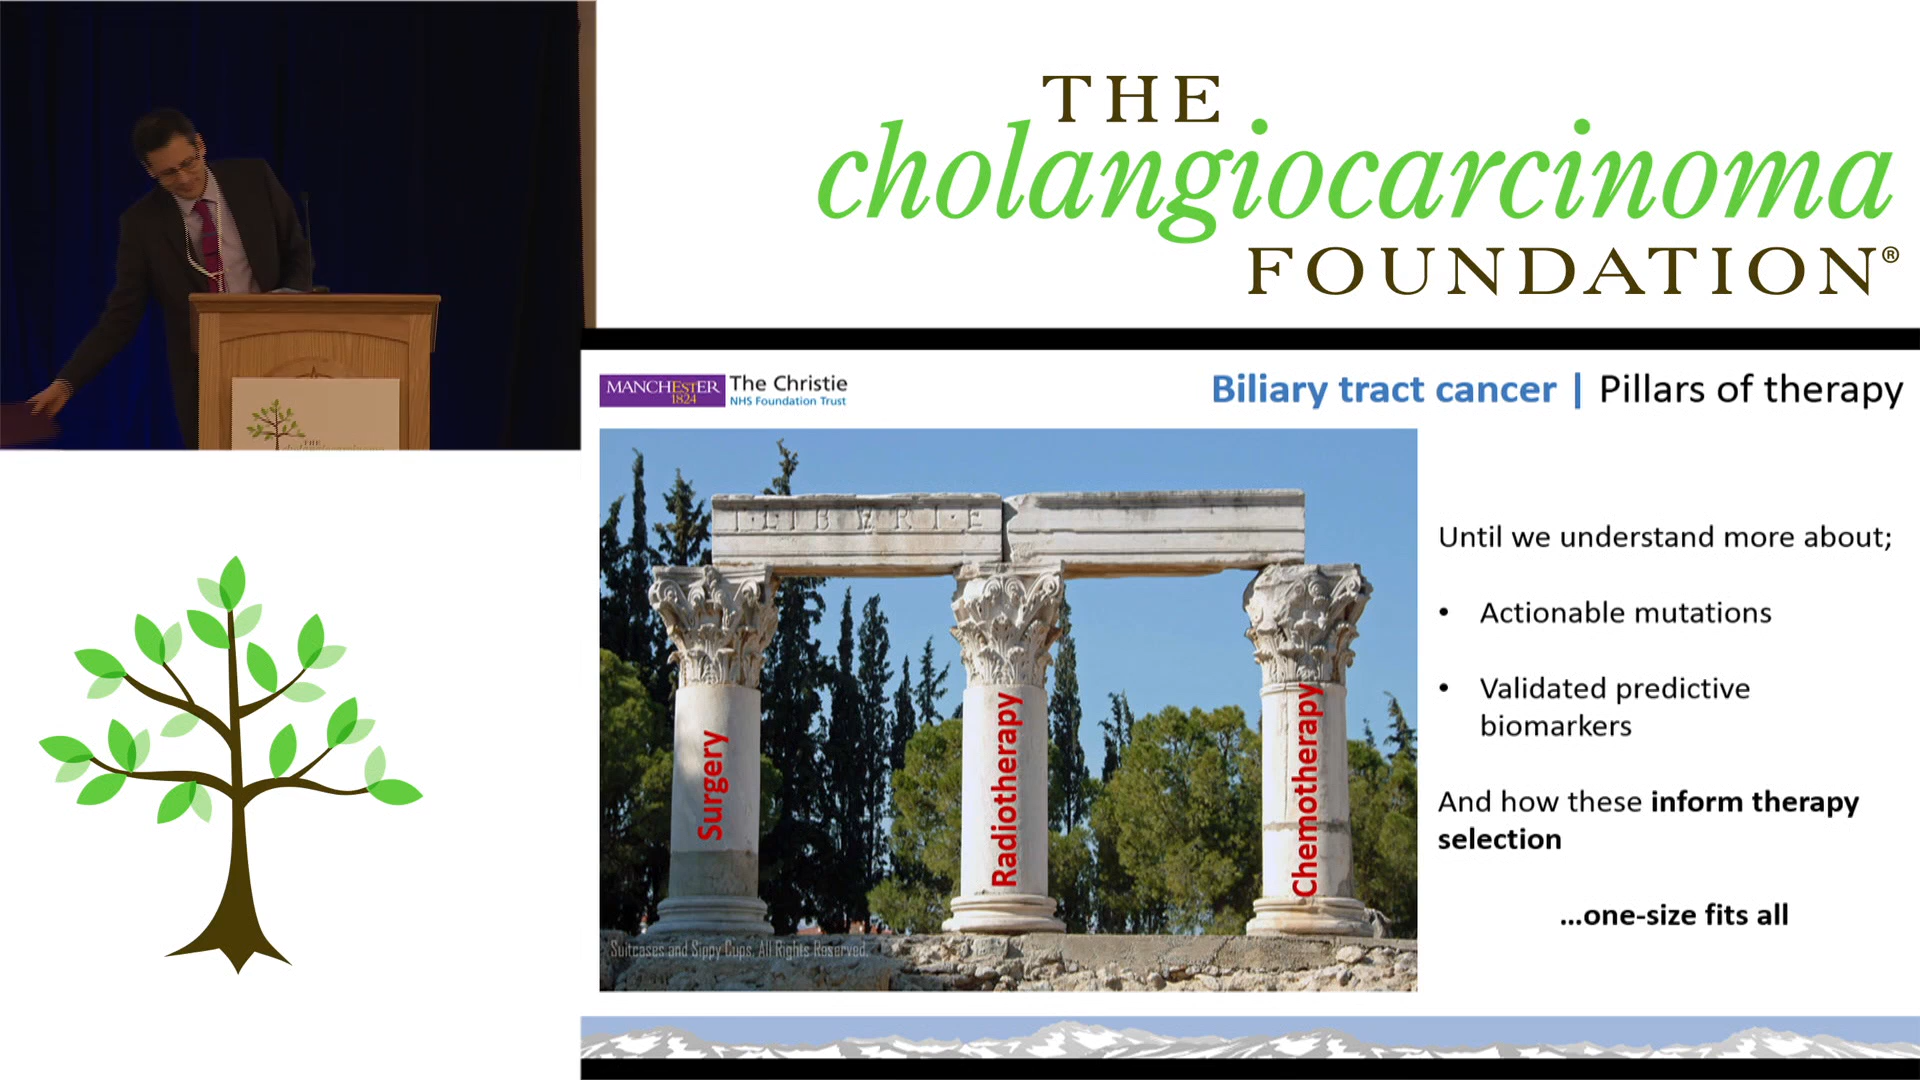 THE
cholangiocarcinoma
FOUNDATION®
MANCHESTER
1824
The Christie
NHS Foundation Trust
Biliary tract cancer | Pillars of therapy
Surgery
Radiotherapy
Chemotherapy
Suitcases and Sippy Cups. All Rights Reserved.
Until we understand more about;
• Actionable mutations
• Validated predictive
biomarkers
And how these inform therapy
selection
...one-size fits all
THE
cholangiocarcinoma